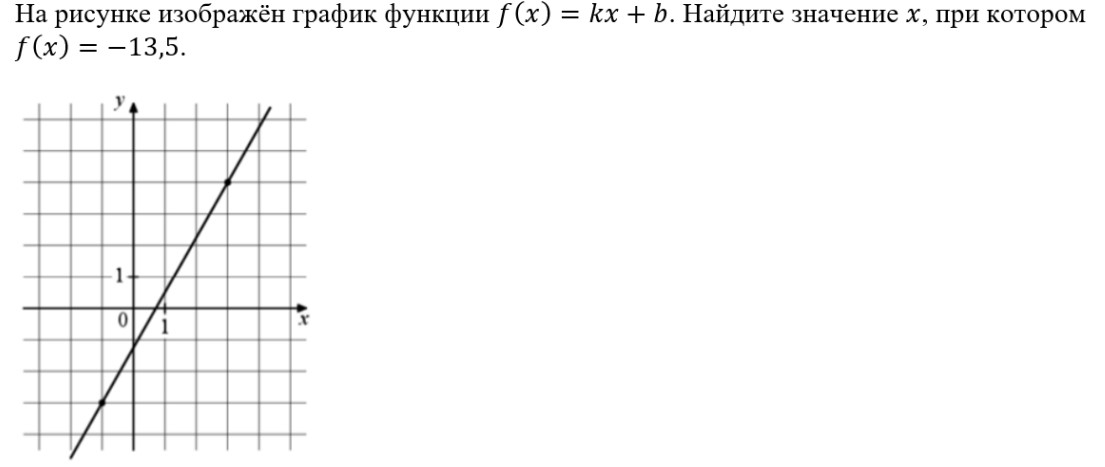 На рисунке изображён график функции f(x) = kx + b. Найдите значение x, при котором
f(x) = −13,5.
y
1
0
1
x